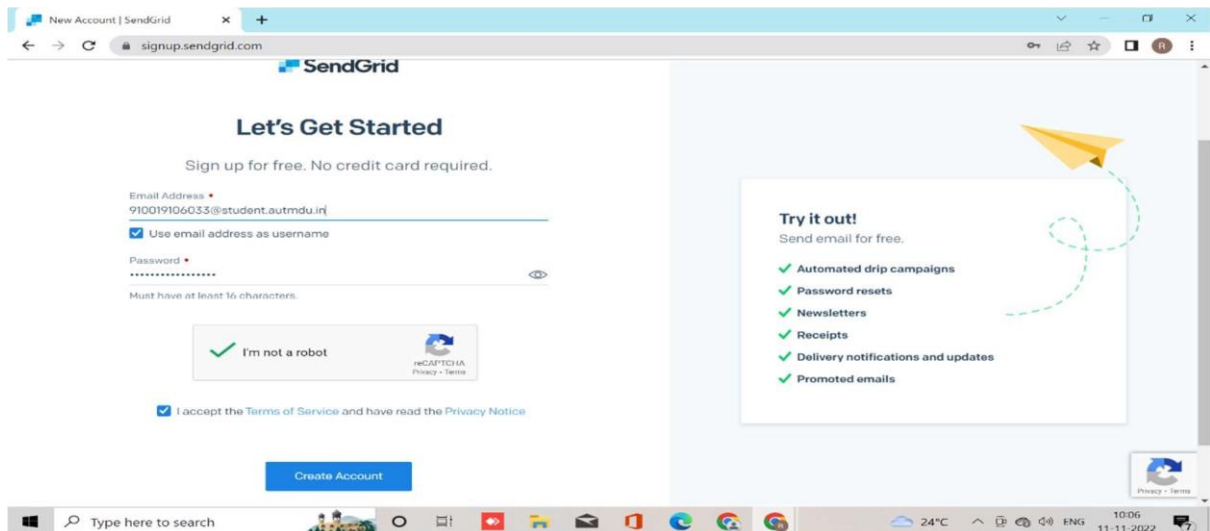 New Account | SendGrid
signup.sendgrid.com
R
SendGrid
Let's Get Started
Sign up for free. No credit card required.
Email Address •
910019106033@student.autmdu.in
Use email address as username
Password •
••••••••••••••••
Must have at least 16 characters.
I'm not a robot
reCAPTCHA
Privacy - Terms
I accept the Terms of Service and have read the Privacy Notice
Create Account
Try it out!
Send email for free.
Automated drip campaigns
Password resets
Newsletters
Receipts
Delivery notifications and updates
Promoted emails
Privacy - Terms
Type here to search
24°C
ENG
10:06
11-11-2022